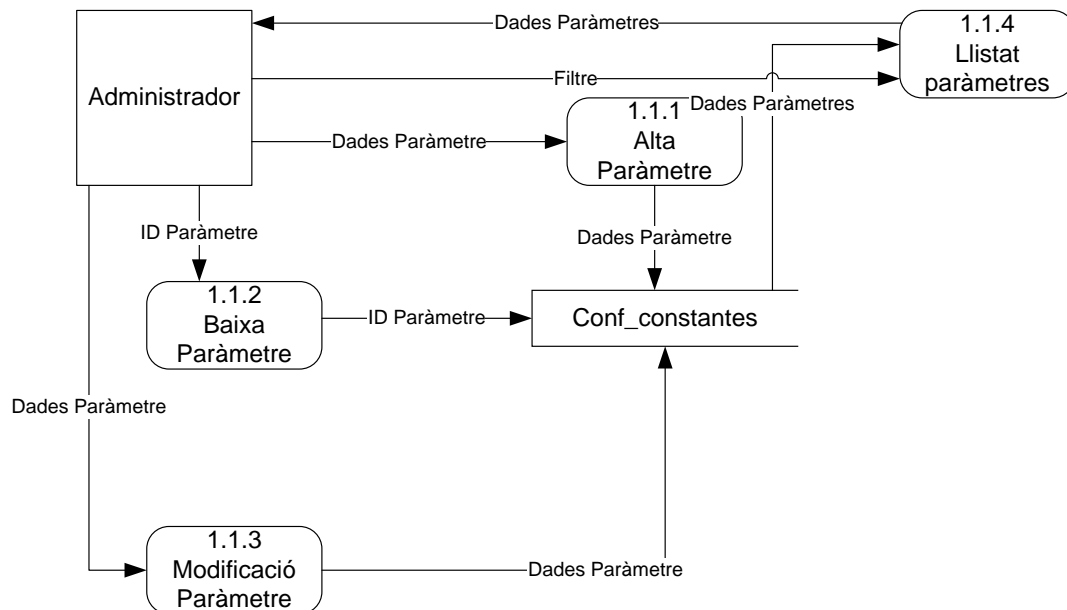 Dades Paràmetres
1.1.4
Llistat
paràmetres
Administrador
Filtre
Dades Paràmetres
1.1.1
Alta
Paràmetre
Dades Paràmetre
ID Paràmetre
Dades Paràmetre
1.1.2
Baixa
Paràmetre
ID Paràmetre
Conf_constantes
Dades Paràmetre
1.1.3
Modificació
Paràmetre
Dades Paràmetre